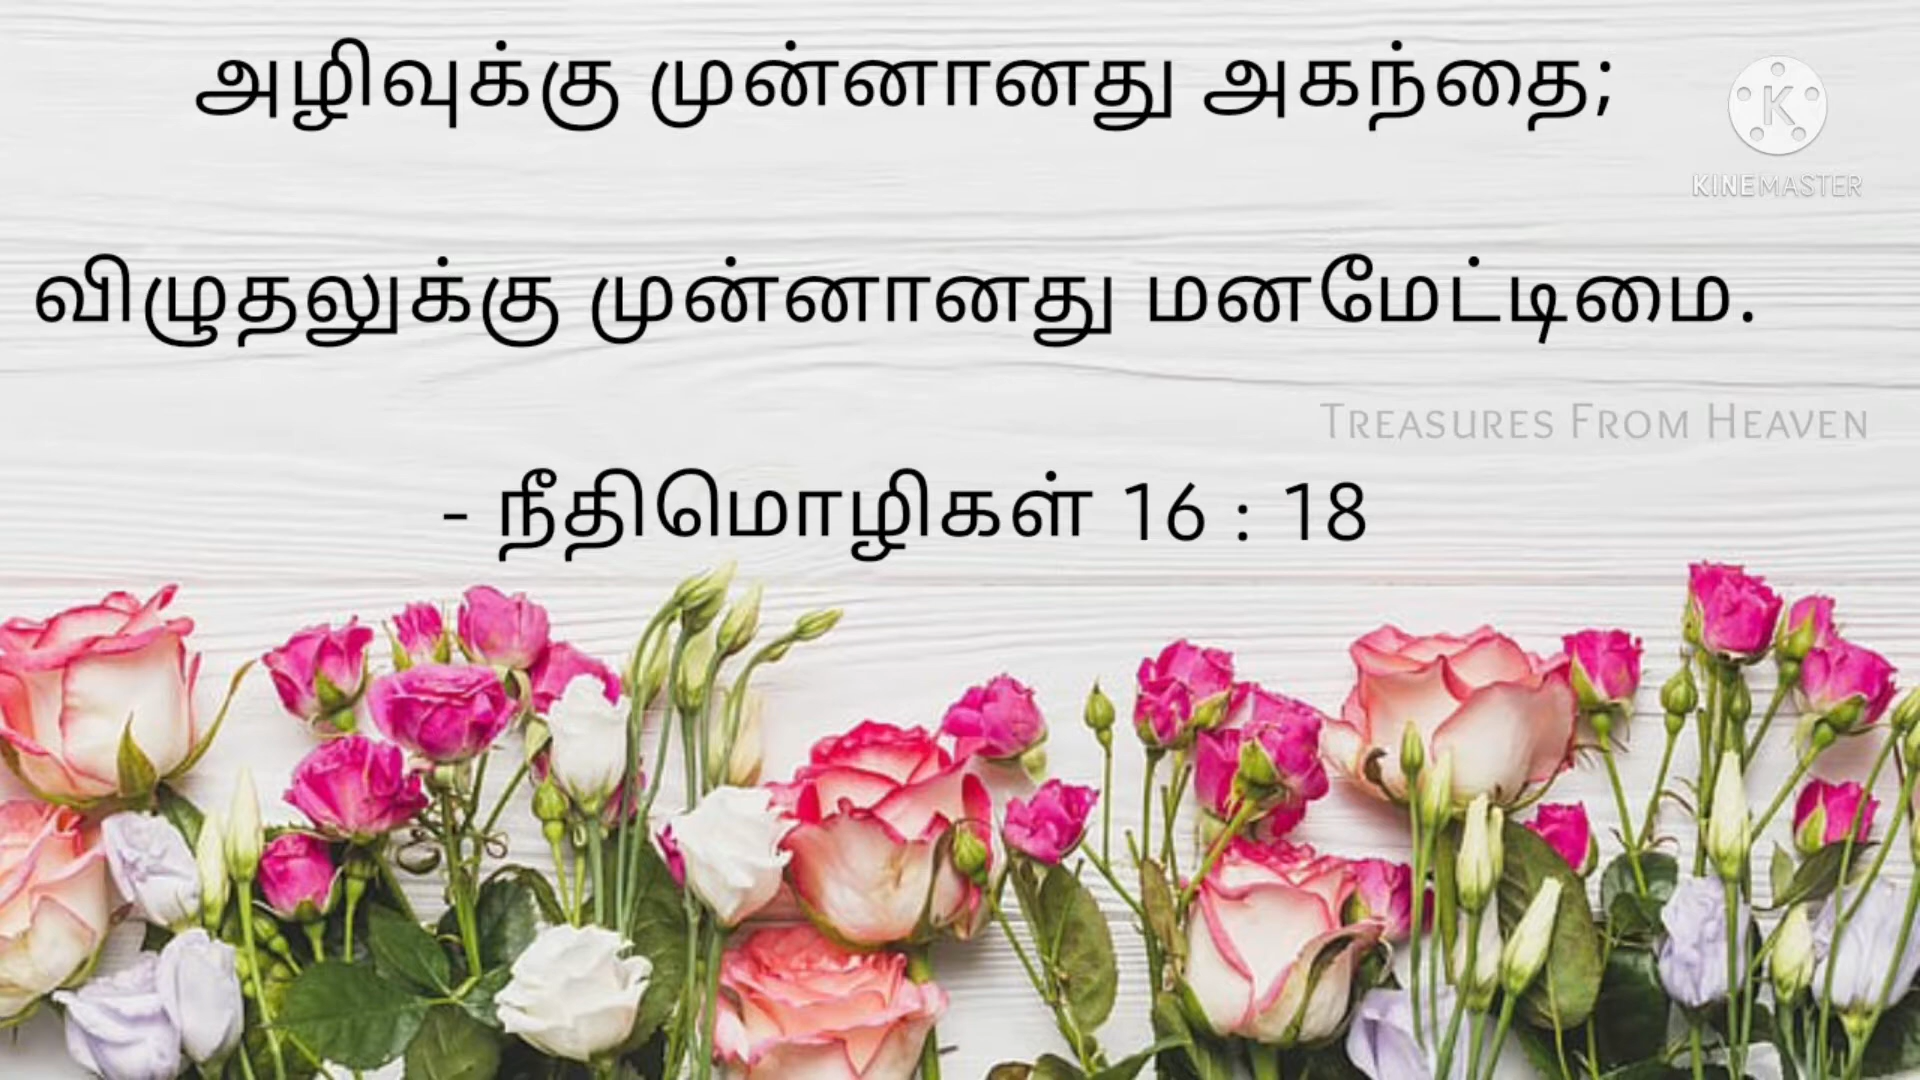 அழிவுக்கு முன்னானது அகந்தை;
KINEMASTER
விழுதலுக்கு முன்னானது மனமேட்டிமை.
TREASURES FROM HEAVEN
- நீதிமொழிகள் 16 : 18